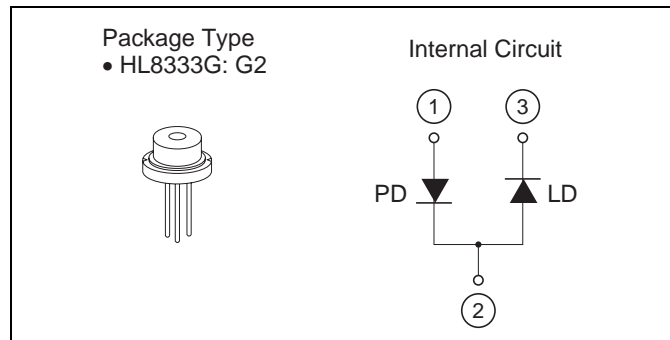 Package Type
• HL8333G: G2
Internal Circuit
1
3
PD
LD
2